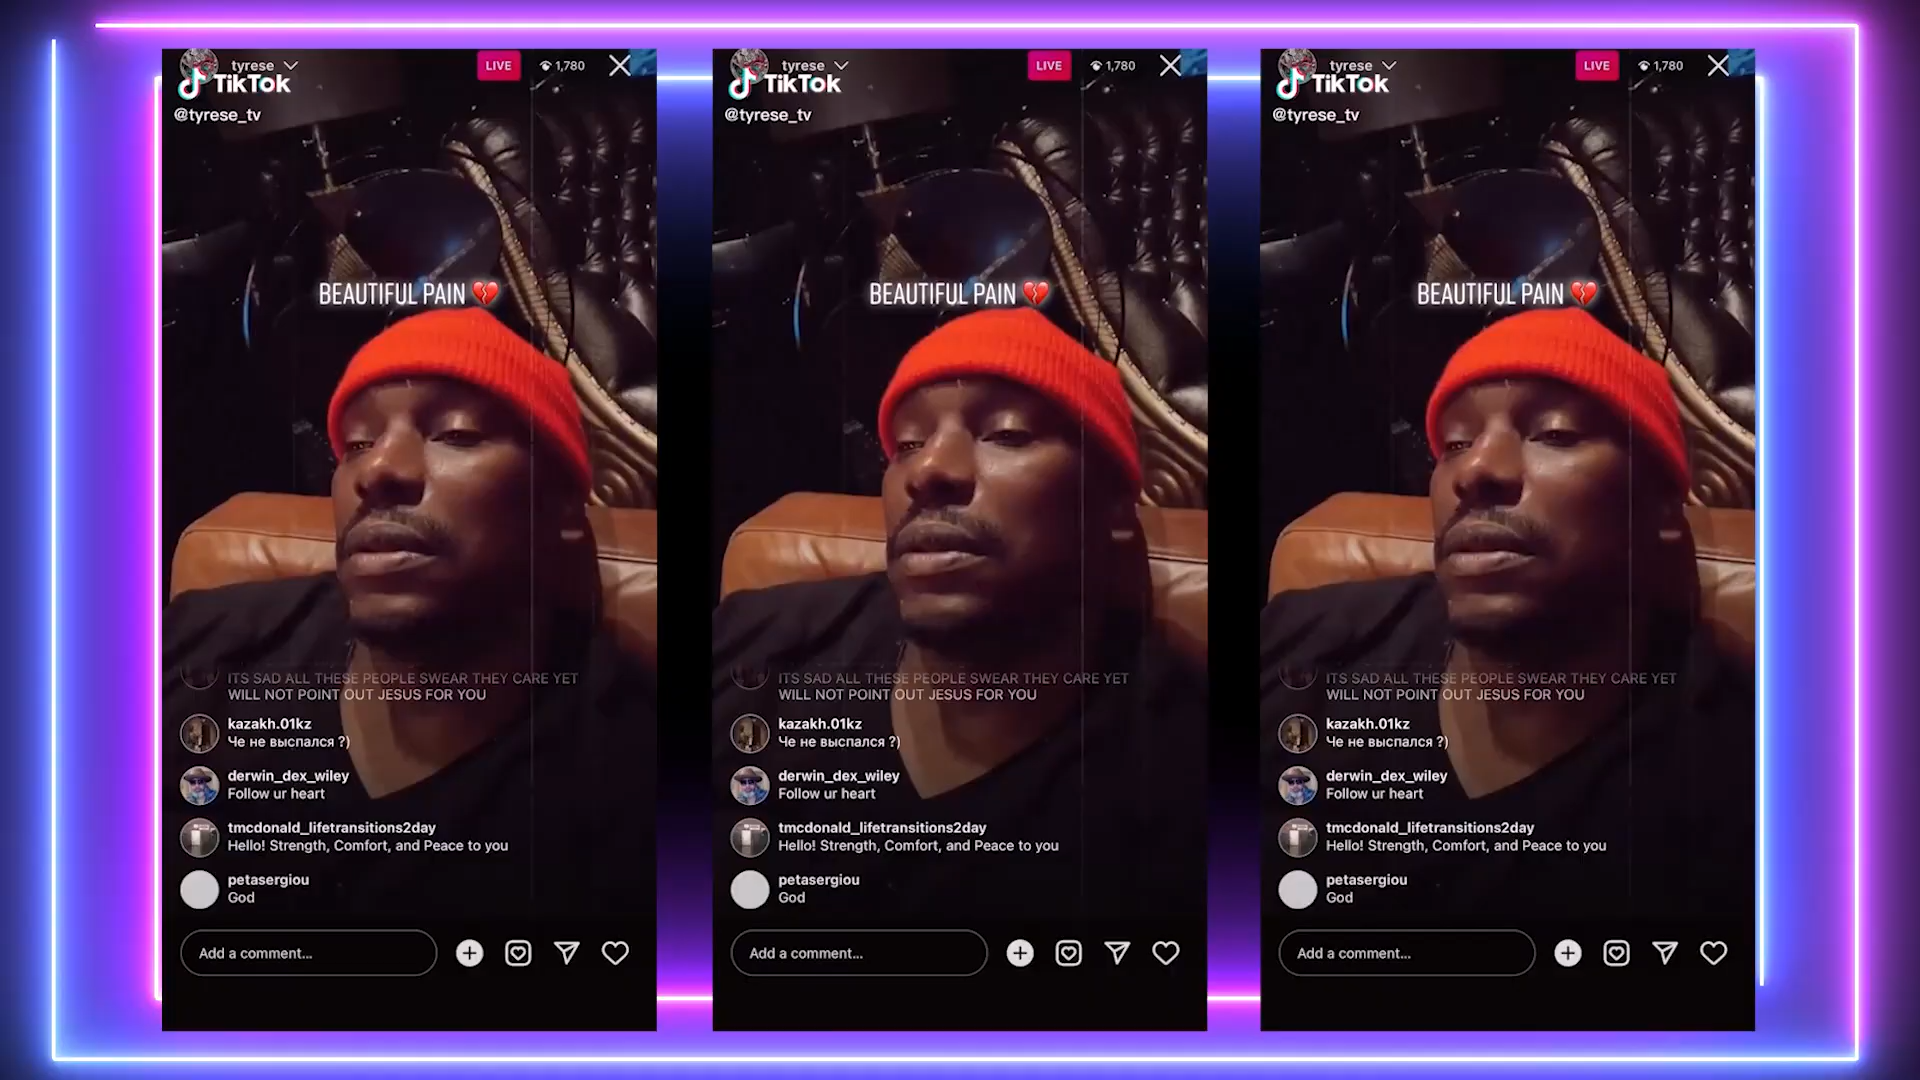 tyrese
LIVE
1,780
TikTok
@tyrese_tv
BEAUTIFUL PAIN 💔
ITS SAD ALL THESE PEOPLE SWEAR THEY CARE YET
WILL NOT POINT OUT JESUS FOR YOU
kazakh.01kz
Че не выспался ?)
derwin_dex_wiley
Follow ur heart
tmcdonald_lifetransitions2day
Hello! Strength, Comfort, and Peace to you
petasergiou
God
Add a comment...
tyrese
LIVE
1,780
TikTok
@tyrese_tv
BEAUTIFUL PAIN 💔
ITS SAD ALL THESE PEOPLE SWEAR THEY CARE YET
WILL NOT POINT OUT JESUS FOR YOU
kazakh.01kz
Че не выспался ?)
derwin_dex_wiley
Follow ur heart
tmcdonald_lifetransitions2day
Hello! Strength, Comfort, and Peace to you
petasergiou
God
Add a comment...
tyrese
LIVE
1,780
TikTok
@tyrese_tv
BEAUTIFUL PAIN 💔
ITS SAD ALL THESE PEOPLE SWEAR THEY CARE YET
WILL NOT POINT OUT JESUS FOR YOU
kazakh.01kz
Че не выспался ?)
derwin_dex_wiley
Follow ur heart
tmcdonald_lifetransitions2day
Hello! Strength, Comfort, and Peace to you
petasergiou
God
Add a comment...